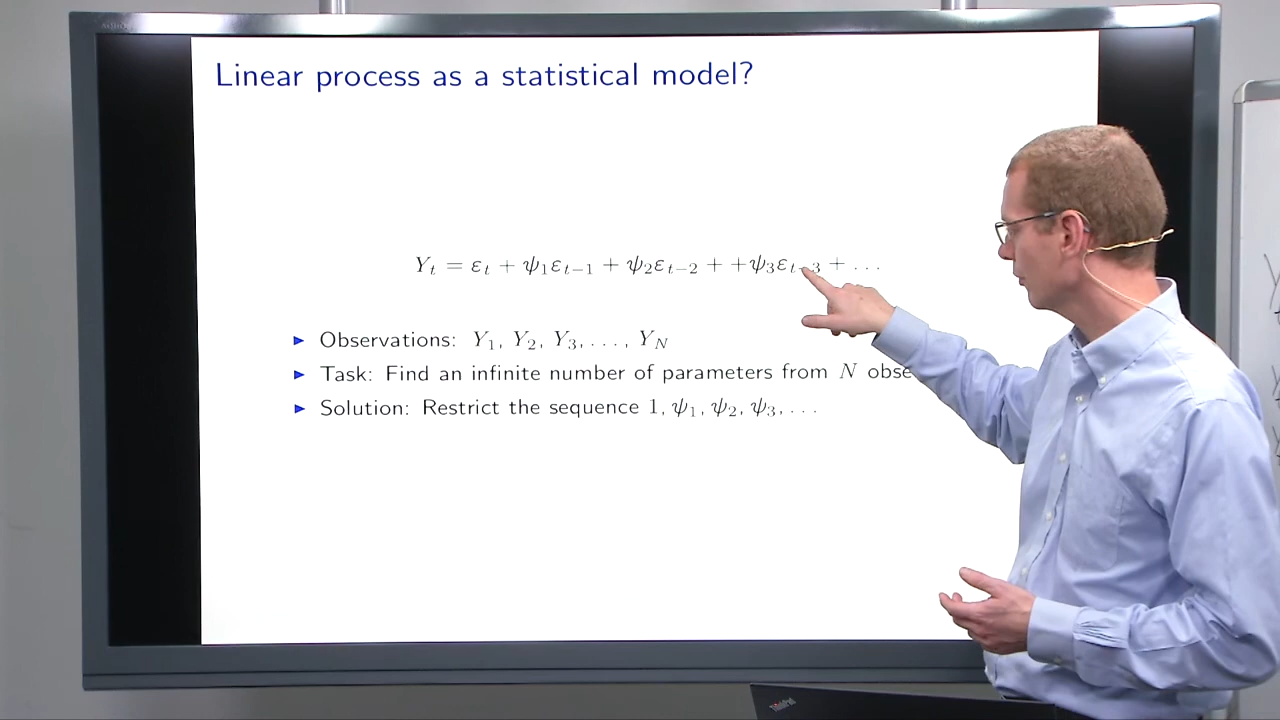 Linear process as a statistical model?
Y_t = ε_t + ψ_1ε_{t−1} + ψ_2ε_{t−2} + +ψ_3ε_{t−3} + ...
▶ Observations: Y_1, Y_2, Y_3, ..., Y_N
▶ Task: Find an infinite number of parameters from N obse
▶ Solution: Restrict the sequence 1, ψ_1, ψ_2, ψ_3, ...
ThinkPad